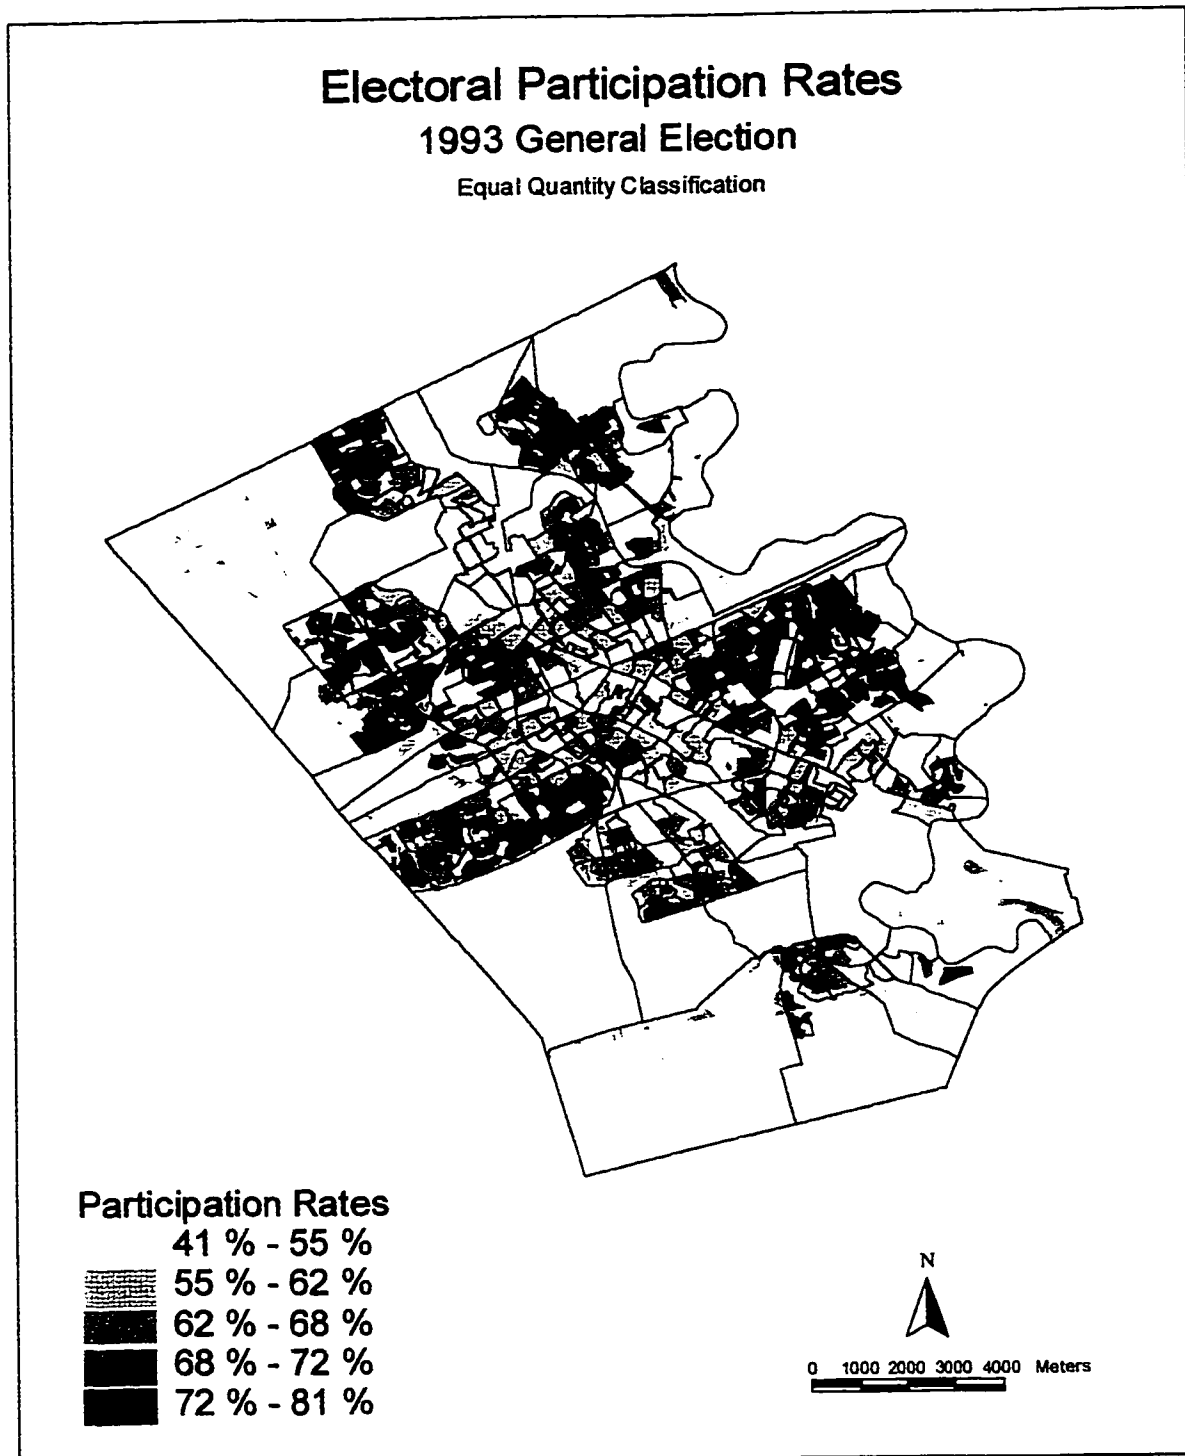 Electoral Participation Rates
1993 General Election
Equal Quantity Classification
Participation Rates
41 % - 55 %
55 % - 62 %
62 % - 68 %
68 % - 72 %
72 % - 81 %
N
0 1000 2000 3000 4000 Meters